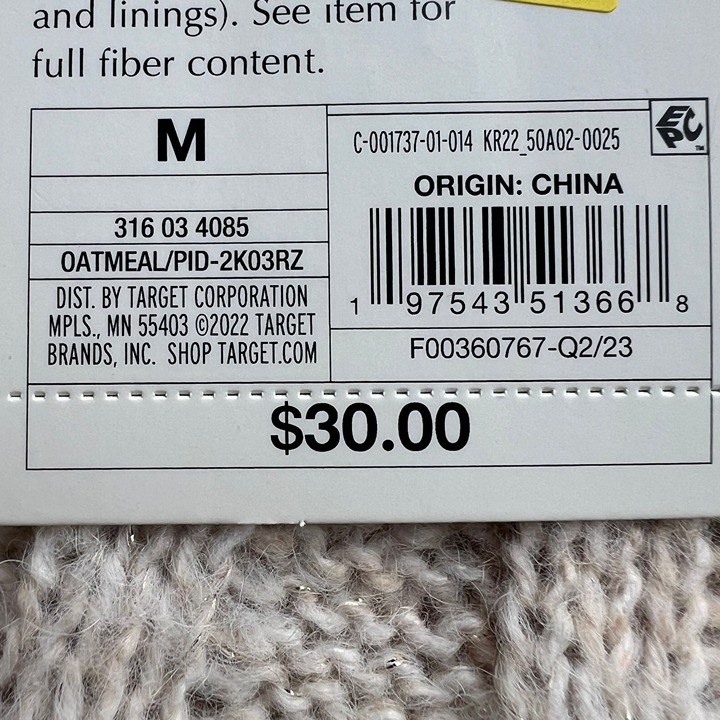 and linings). See item for
full fiber content.
M
316 03 4085
OATMEAL/PID-2K03RZ
DIST. BY TARGET CORPORATION
MPLS., MN 55403 ©2022 TARGET
BRANDS, INC. SHOP TARGET.COM
C-001737-01-014 KR22_50A02-0025
EPC™
ORIGIN: CHINA
1 97543 51366 8
F00360767-Q2/23
$30.00